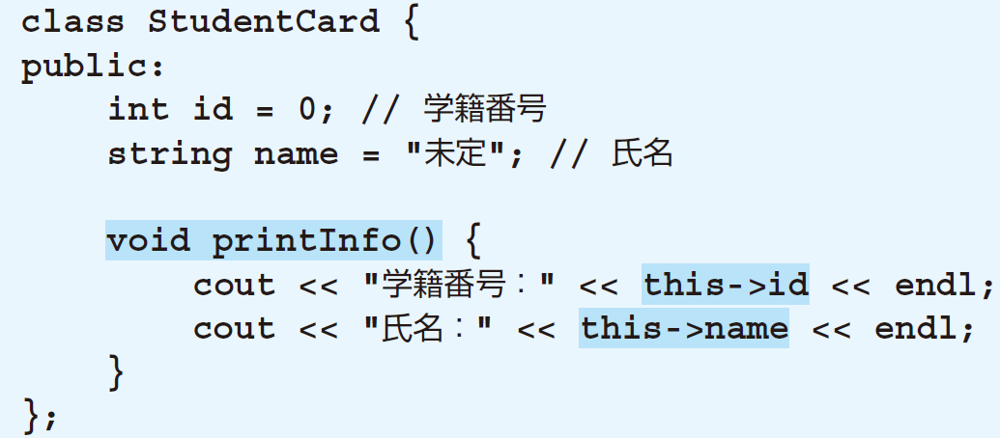 class StudentCard {
public:
    int id = 0; // 学籍番号
    string name = "未定"; // 氏名

    void printInfo() {
        cout << "学籍番号：" << this->id << endl;
        cout << "氏名：" << this->name << endl;
    }
};